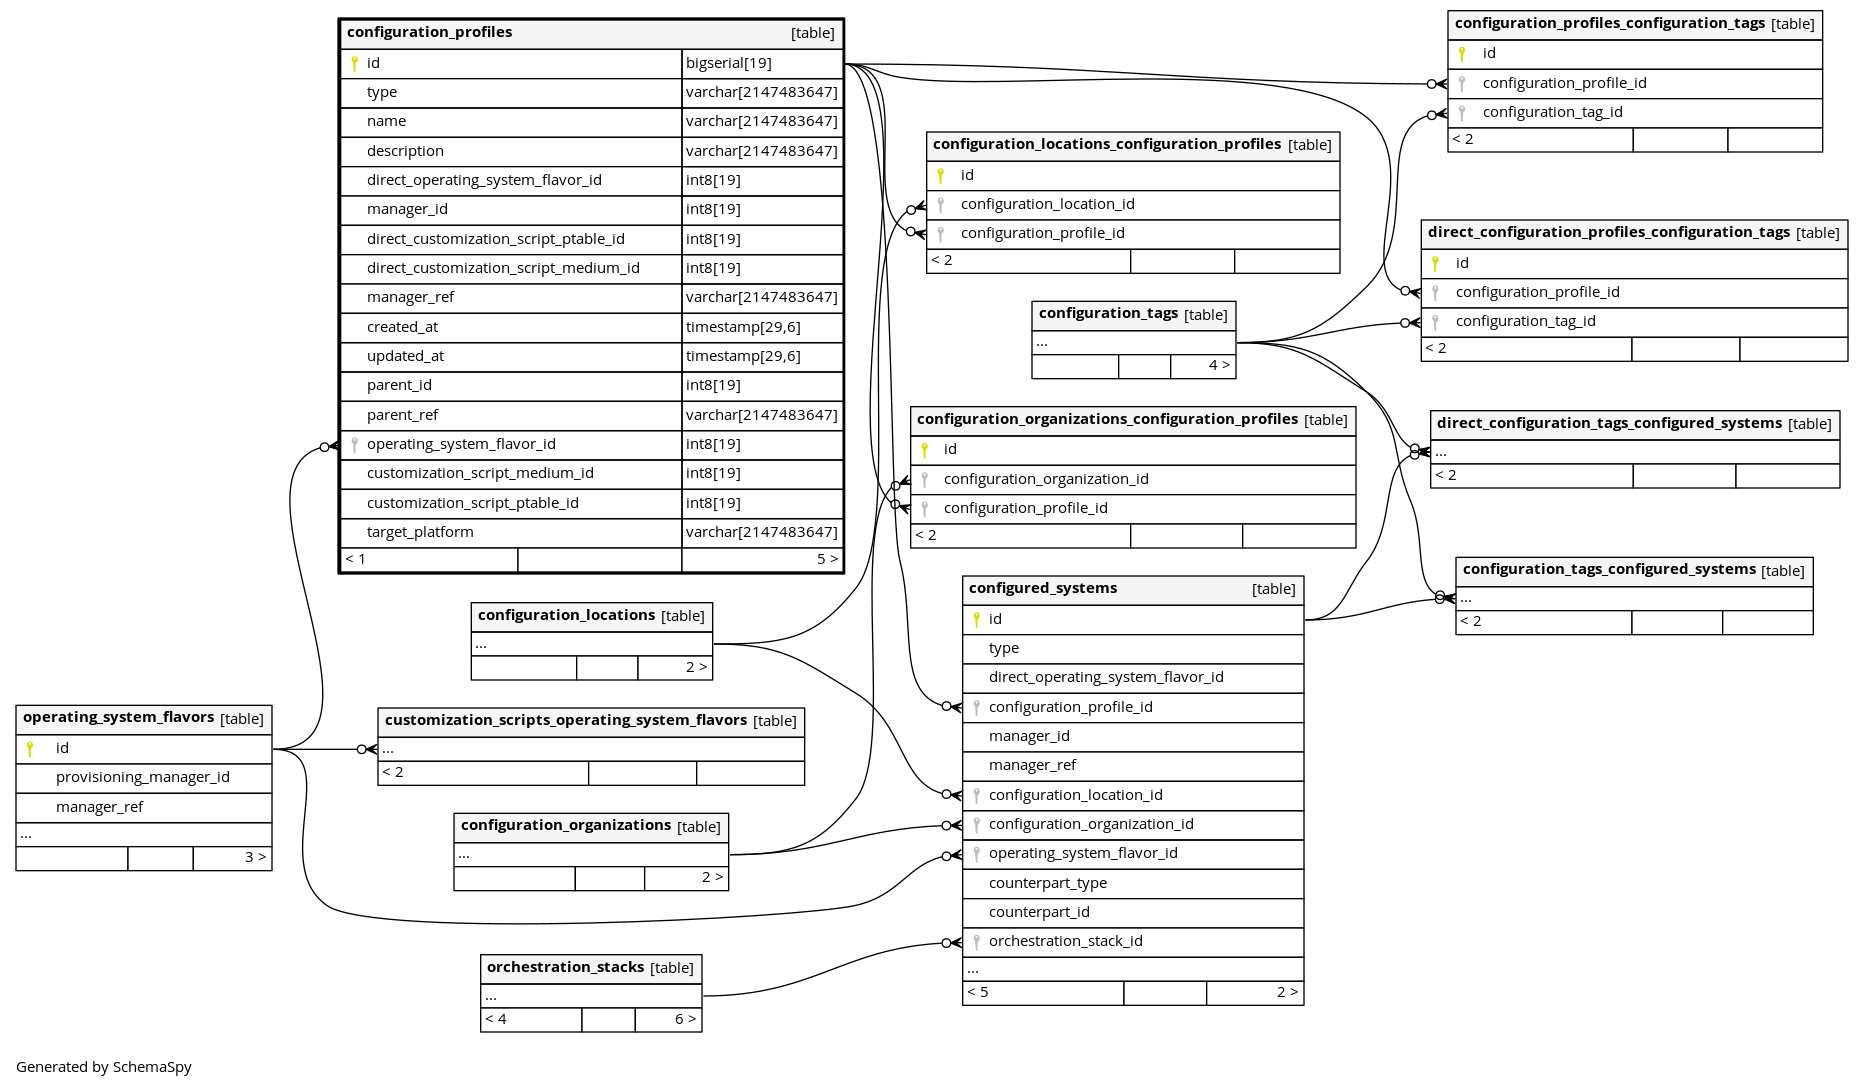 configuration_profiles [table]
id bigserial[19]
type varchar[2147483647]
name varchar[2147483647]
description varchar[2147483647]
direct_operating_system_flavor_id int8[19]
manager_id int8[19]
direct_customization_script_ptable_id int8[19]
direct_customization_script_medium_id int8[19]
manager_ref varchar[2147483647]
created_at timestamp[29,6]
updated_at timestamp[29,6]
parent_id int8[19]
parent_ref varchar[2147483647]
operating_system_flavor_id int8[19]
customization_script_medium_id int8[19]
customization_script_ptable_id int8[19]
target_platform varchar[2147483647]
< 1 5 >
configuration_profiles_configuration_tags [table]
id
configuration_profile_id
configuration_tag_id
< 2
configuration_locations_configuration_profiles [table]
id
configuration_location_id
configuration_profile_id
< 2
direct_configuration_profiles_configuration_tags [table]
id
configuration_profile_id
configuration_tag_id
< 2
configuration_tags [table]
...
4 >
configuration_organizations_configuration_profiles [table]
id
configuration_organization_id
configuration_profile_id
< 2
direct_configuration_tags_configured_systems [table]
...
< 2
configuration_tags_configured_systems [table]
...
< 2
configured_systems [table]
id
type
direct_operating_system_flavor_id
configuration_profile_id
manager_id
manager_ref
configuration_location_id
configuration_organization_id
operating_system_flavor_id
counterpart_type
counterpart_id
orchestration_stack_id
...
< 5 2 >
configuration_locations [table]
...
2 >
operating_system_flavors [table]
id
provisioning_manager_id
manager_ref
...
3 >
customization_scripts_operating_system_flavors [table]
...
< 2
configuration_organizations [table]
...
2 >
orchestration_stacks [table]
...
< 4 6 >
Generated by SchemaSpy